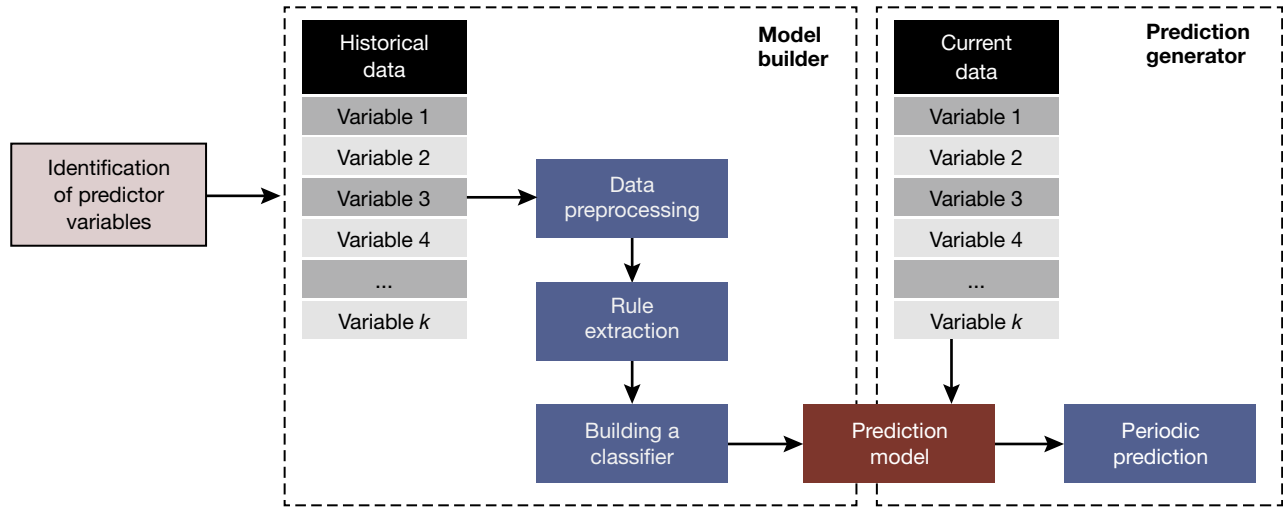 Identification
of predictor
variables
Model
builder
Historical
data
Variable 1
Variable 2
Variable 3
Variable 4
...
Variable k
Data
preprocessing
Rule
extraction
Building a
classifier
Prediction
model
Prediction
generator
Current
data
Variable 1
Variable 2
Variable 3
Variable 4
...
Variable k
Periodic
prediction